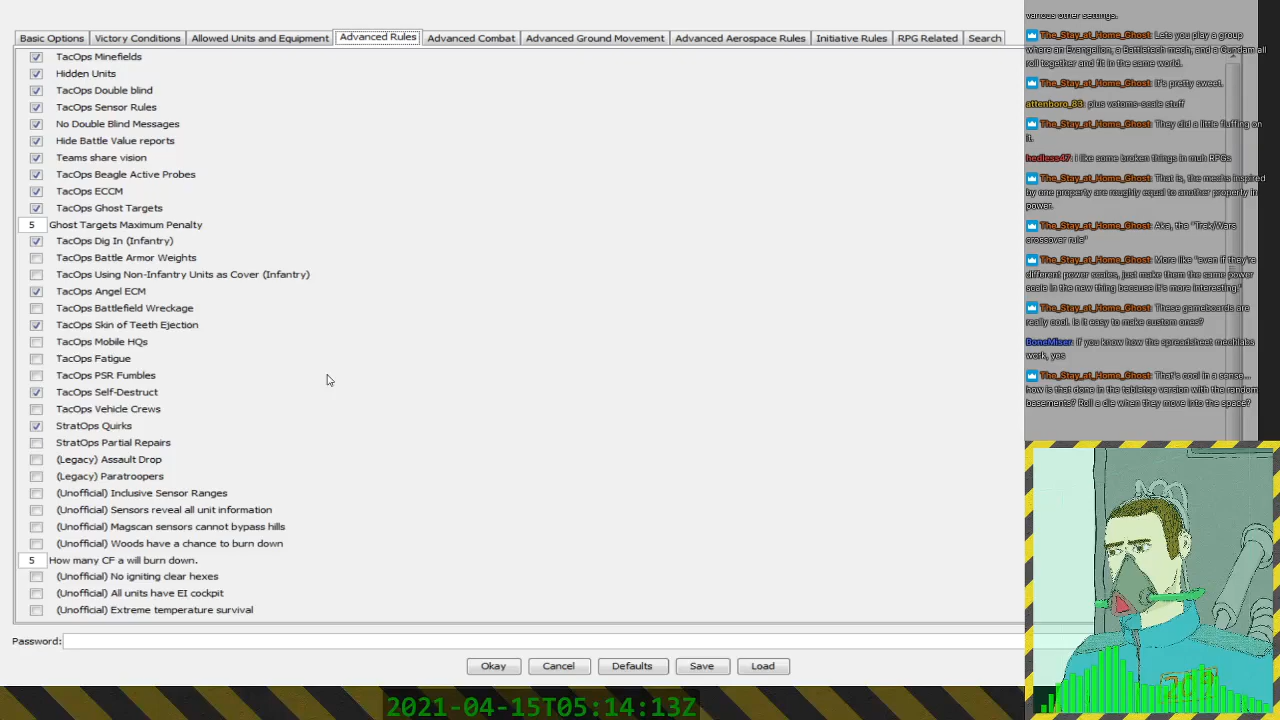 Basic Options Victory Conditions Allowed Units and Equipment Advanced Rules Advanced Combat Advanced Ground Movement Advanced Aerospace Rules Initiative Rules RPG Related Search
TacOps Minefields
Hidden Units
TacOps Double blind
TacOps Sensor Rules
No Double Blind Messages
Hide Battle Value reports
Teams share vision
TacOps Beagle Active Probes
TacOps ECCM
TacOps Ghost Targets
5 Ghost Targets Maximum Penalty
TacOps Dig In (Infantry)
TacOps Battle Armor Weights
TacOps Using Non-Infantry Units as Cover (Infantry)
TacOps Angel ECM
TacOps Battlefield Wreckage
TacOps Skin of Teeth Ejection
TacOps Mobile HQs
TacOps Fatigue
TacOps PSR Fumbles
TacOps Self-Destruct
TacOps Vehicle Crews
StratOps Quirks
StratOps Partial Repairs
(Legacy) Assault Drop
(Legacy) Paratroopers
(Unofficial) Inclusive Sensor Ranges
(Unofficial) Sensors reveal all unit information
(Unofficial) Magscan sensors cannot bypass hills
(Unofficial) Woods have a chance to burn down
5 How many CF a will burn down.
(Unofficial) No igniting clear hexes
(Unofficial) All units have EI cockpit
(Unofficial) Extreme temperature survival
Password:
Okay Cancel Defaults Save Load
2021-04-15T05:14:13Z
various other settings.
The_Stay_at_Home_Ghost: Lets you play a group
where an Evangelion, a Battletech mech, and a Gundam all
roll together and fit in the same world.
The_Stay_at_Home_Ghost: It's pretty sweet.
attenboro_83: plus votoms-scale stuff
The_Stay_at_Home_Ghost: They did a little fluffing on
it.
hedless47: i like some broken things in muh RPGs
The_Stay_at_Home_Ghost: That is, the mechs inspired
by one property are roughly equal to another property in
power.
The_Stay_at_Home_Ghost: Aka, the "Trek/Wars
crossover rule"
The_Stay_at_Home_Ghost: More like "even if they're
different power scales, just make them the same power
scale in the new thing because it's more interesting"
The_Stay_at_Home_Ghost: These gameboards are
really cool. Is it easy to make custom ones?
BoneMiser: If you know how the spreadsheet mechlabs
work, yes
The_Stay_at_Home_Ghost: That's cool in a sense...
how is that done in the tabletop version with the random
basements? Roll a die when they move into the space?